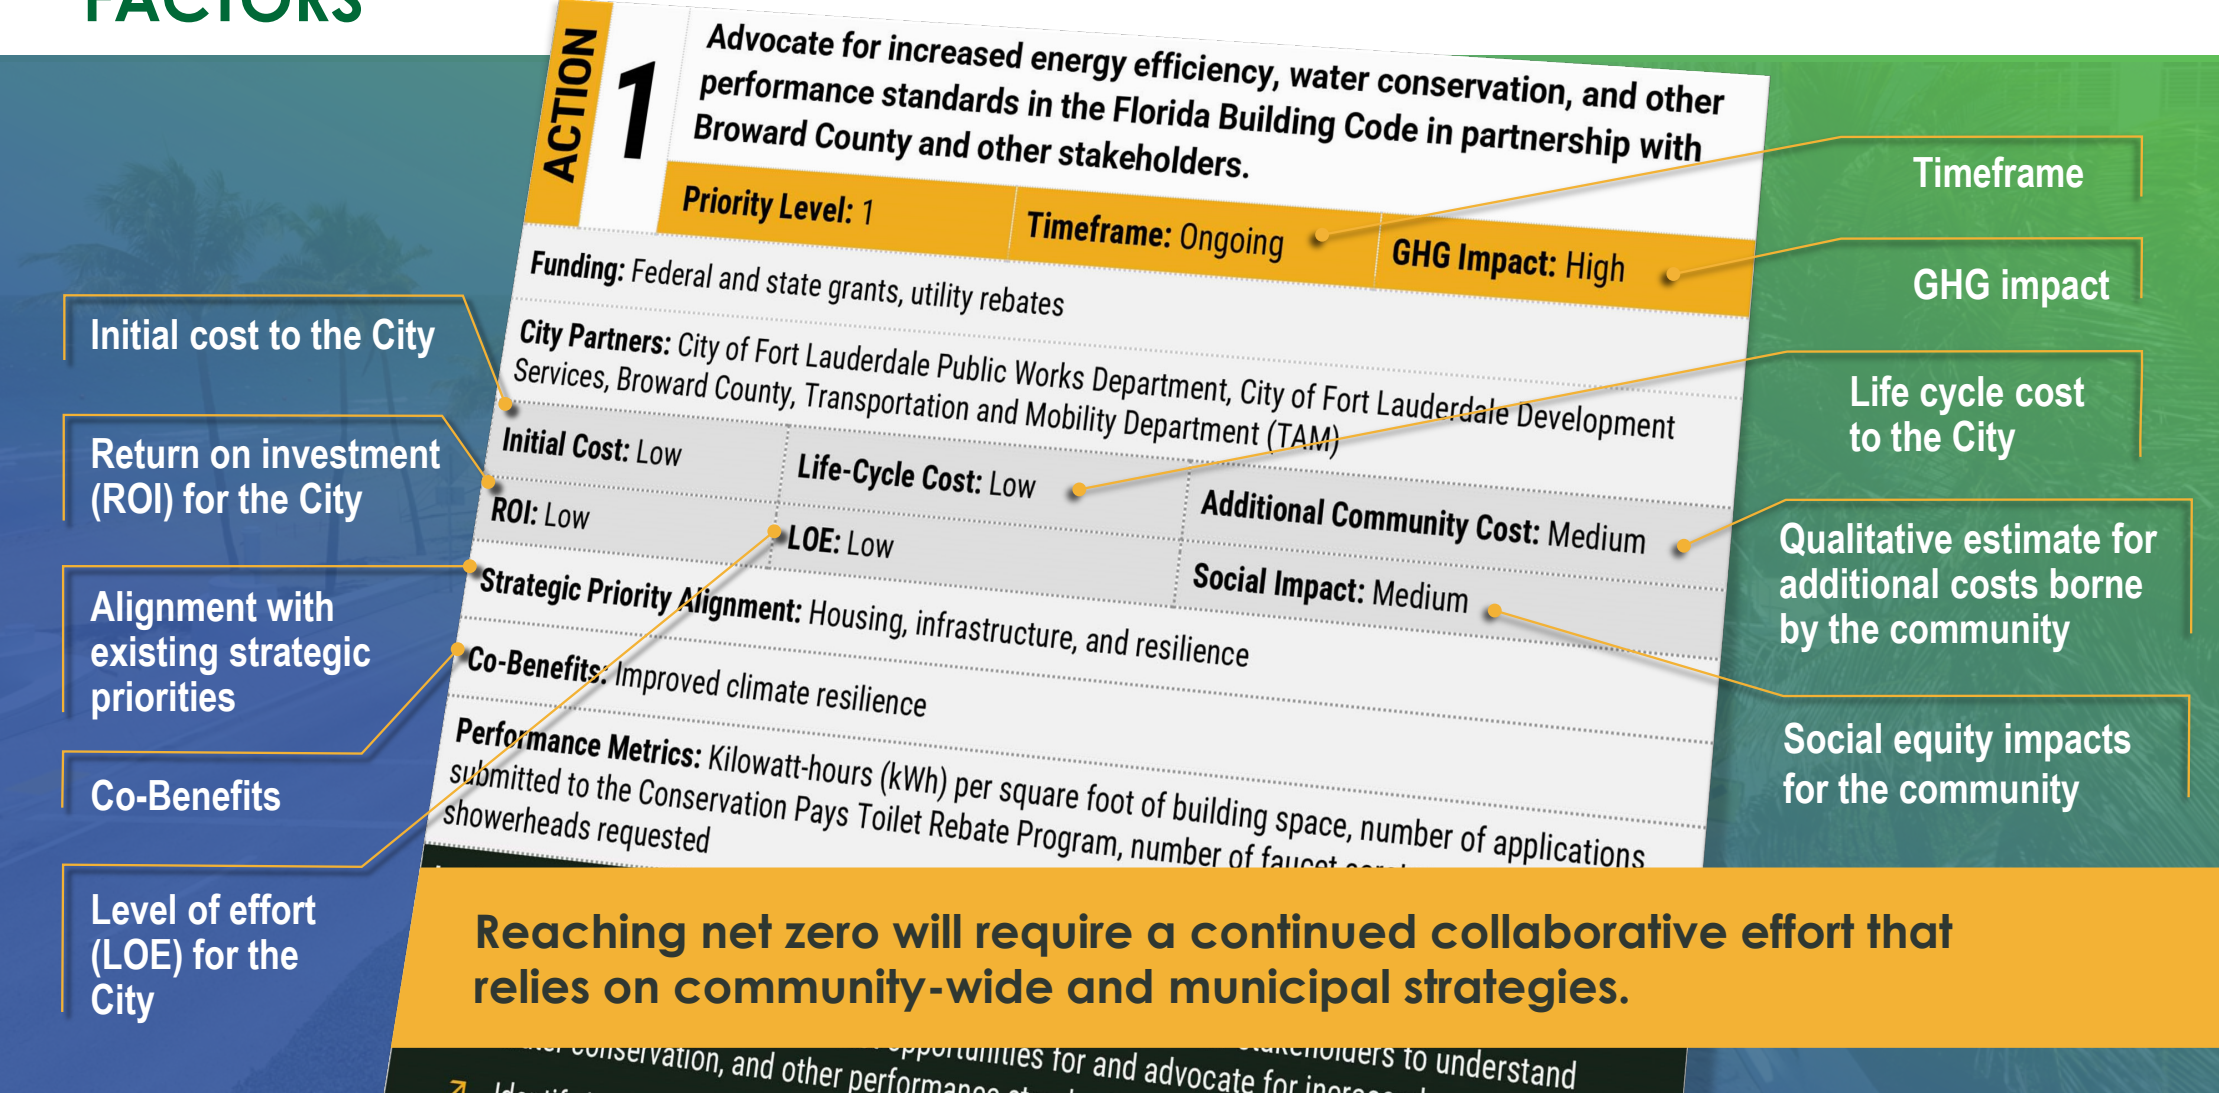 FACTORS
ACTION
1
Advocate for increased energy efficiency, water conservation, and other
performance standards in the Florida Building Code in partnership with
Broward County and other stakeholders.
Priority Level: 1
Timeframe: Ongoing
GHG Impact: High
Funding: Federal and state grants, utility rebates
City Partners: City of Fort Lauderdale Public Works Department, City of Fort Lauderdale Development
Services, Broward County, Transportation and Mobility Department (TAM)
Initial Cost: Low
Life-Cycle Cost: Low
Additional Community Cost: Medium
ROI: Low
LOE: Low
Social Impact: Medium
Strategic Priority Alignment: Housing, infrastructure, and resilience
Co-Benefits: Improved climate resilience
Performance Metrics: Kilowatt-hours (kWh) per square foot of building space, number of applications
submitted to the Conservation Pays Toilet Rebate Program, number of faucet
showerheads requested
Initial cost to the City
Return on investment
(ROI) for the City
Alignment with
existing strategic
priorities
Co-Benefits
Level of effort
(LOE) for the
City
Timeframe
GHG impact
Life cycle cost
to the City
Qualitative estimate for
additional costs borne
by the community
Social equity impacts
for the community
Reaching net zero will require a continued collaborative effort that
relies on community-wide and municipal strategies.
opportunities for and advocate for
stakeholders to understand
conservation, and other performance